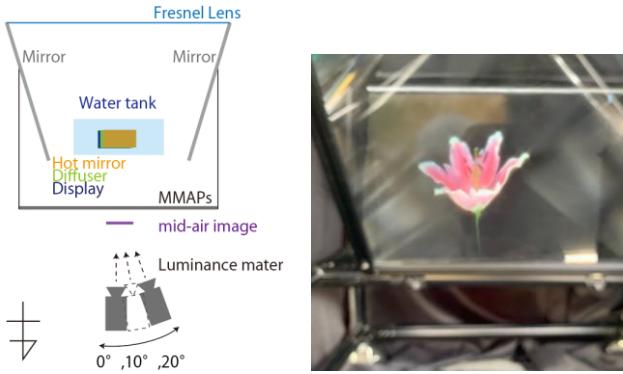 Fresnel Lens
Mirror
Mirror
Water tank
Hot mirror
Diffuser
Display
MMAPs
mid-air image
Luminance mater
0° ,10° ,20°